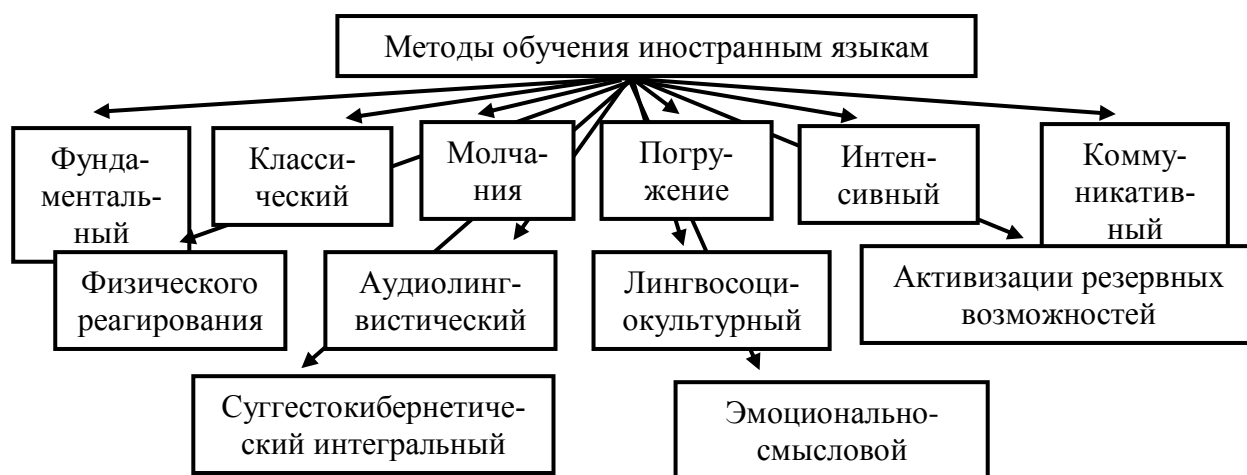 Методы обучения иностранным языкам
Фунда-
менталь-
ный
Класси-
ический
Молча-
ния
Погру-
жение
Интен-
сивный
Комму-
никатив-
ный
Физического
реагирования
Аудиолинг-
вистический
Лингвосоци-
окультурный
Активизации резервных
возможностей
Суггестокибернетиче-
ский интегральный
Эмоционально-
смысловой